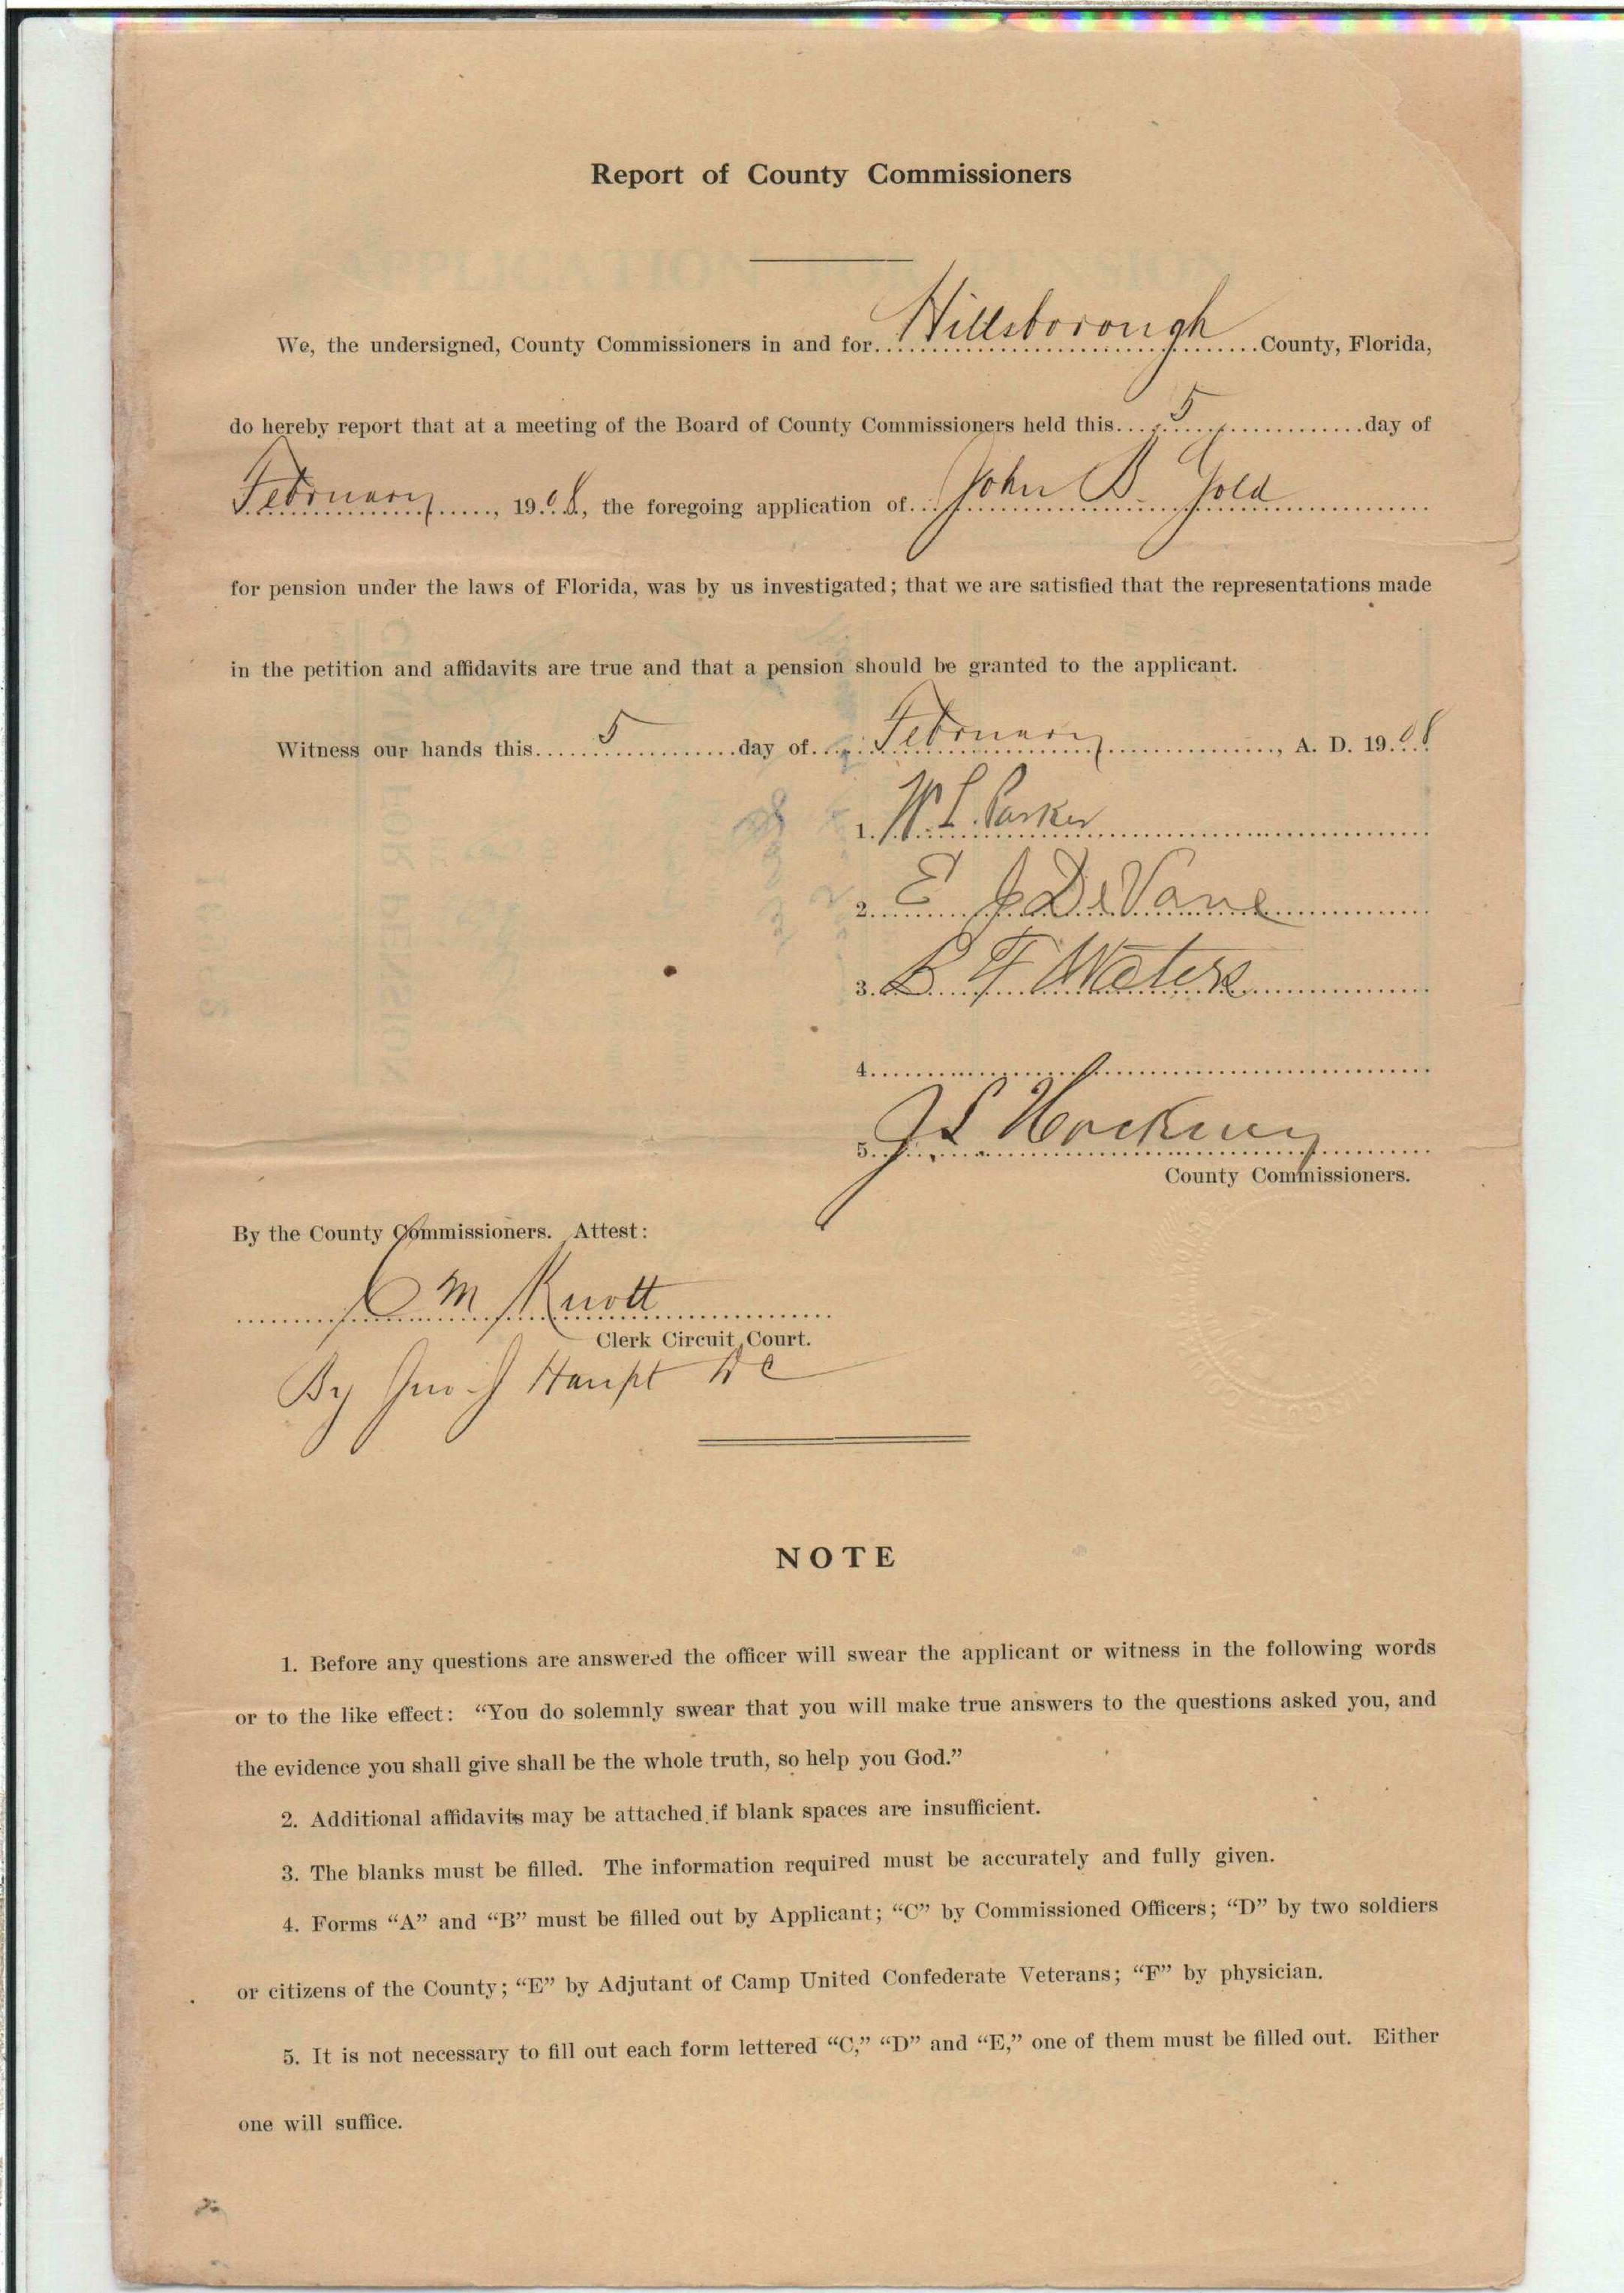 Report of County Commissioners
We, the undersigned, County Commissioners in and for Hillsborough County, Florida,
do hereby report that at a meeting of the Board of County Commissioners held this 5 day of
February, 1908, the foregoing application of John B. Gold
for pension under the laws of Florida, was by us investigated; that we are satisfied that the representations made
in the petition and affidavits are true and that a pension should be granted to the applicant.
Witness our hands this 5 day of February, A. D. 1908
1. W. L. Parker
2. E J DeVane
3. B. F. Waters
4.
5.
County Commissioners.
By the County Commissioners. Attest:
C M Knott
Clerk Circuit Court.
By Jno J Haupt DC
NOTE
1. Before any questions are answered the officer will swear the applicant or witness in the following words
or to the like effect: “You do solemnly swear that you will make true answers to the questions asked you, and
the evidence you shall give shall be the whole truth, so help you God.”
2. Additional affidavits may be attached if blank spaces are insufficient.
3. The blanks must be filled. The information required must be accurately and fully given.
4. Forms “A” and “B” must be filled out by Applicant; “C” by Commissioned Officers; “D” by two soldiers
or citizens of the County; “E” by Adjutant of Camp United Confederate Veterans; “F” by physician.
5. It is not necessary to fill out each form lettered “C,” “D” and “E,” one of them must be filled out. Either
one will suffice.